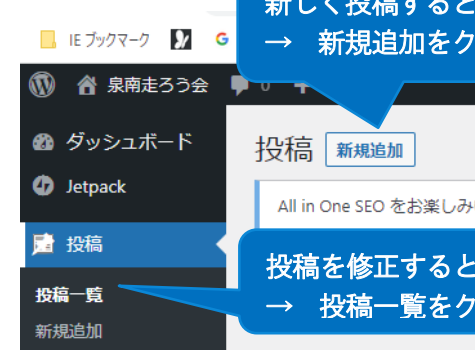 新しく投稿すると
→ 新規追加をク
IE ブックマーク
G
泉南走ろう会
0 +
ダッシュボード
投稿 新規追加
Jetpack
All in One SEO をお楽しみ
投稿
投稿を修正すると
→ 投稿一覧をク
投稿一覧
新規追加